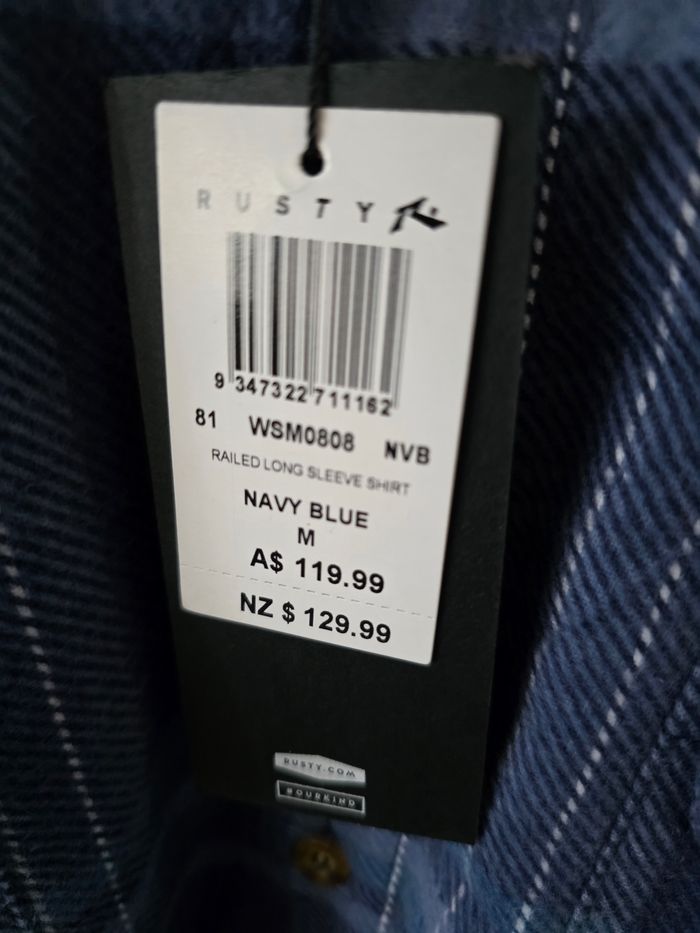 RUSTY
9 347322 711162
81 WSM0808 NVB
RAILED LONG SLEEVE SHIRT
NAVY BLUE
M
A$ 119.99
NZ $ 129.99
RUSTY.COM
#OURKIND